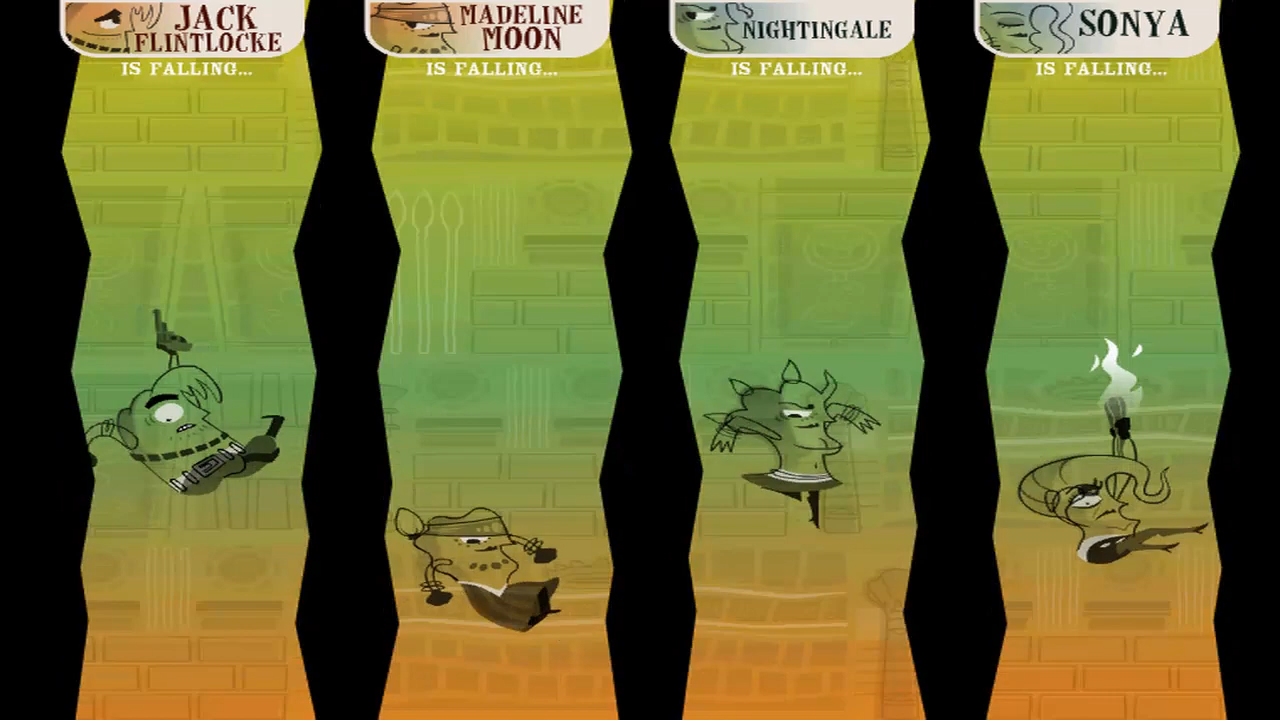 JACK
FLINTLOCKE
IS FALLING...
MADELINE
MOON
IS FALLING...
NIGHTINGALE
IS FALLING...
SONYA
IS FALLING...